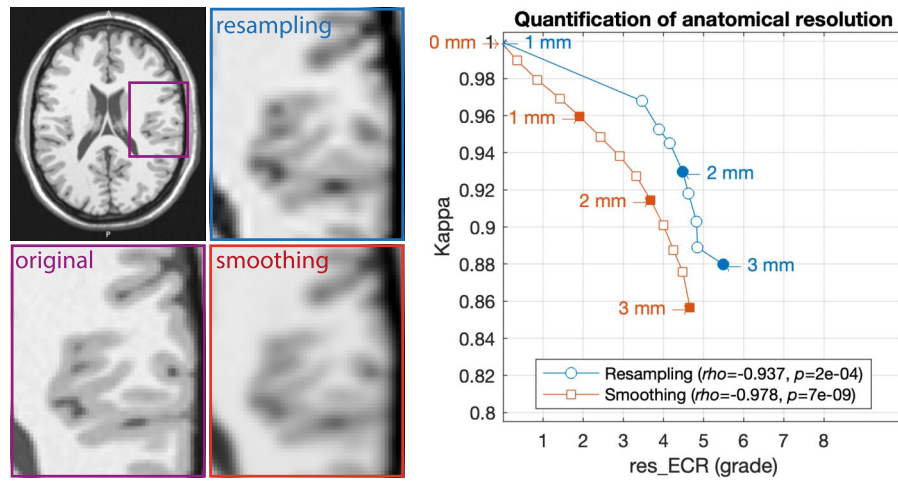 A
P
resampling
original
smoothing
Quantification of anatomical resolution
0 mm
1 mm
1 mm
2 mm
2 mm
3 mm
3 mm
1
0.98
0.96
0.94
0.92
0.9
0.88
0.86
0.84
0.82
0.8
Kappa
Resampling (rho=-0.937, p=2e-04)
Smoothing (rho=-0.978, p=7e-09)
1 2 3 4 5 6 7 8
res_ECR (grade)